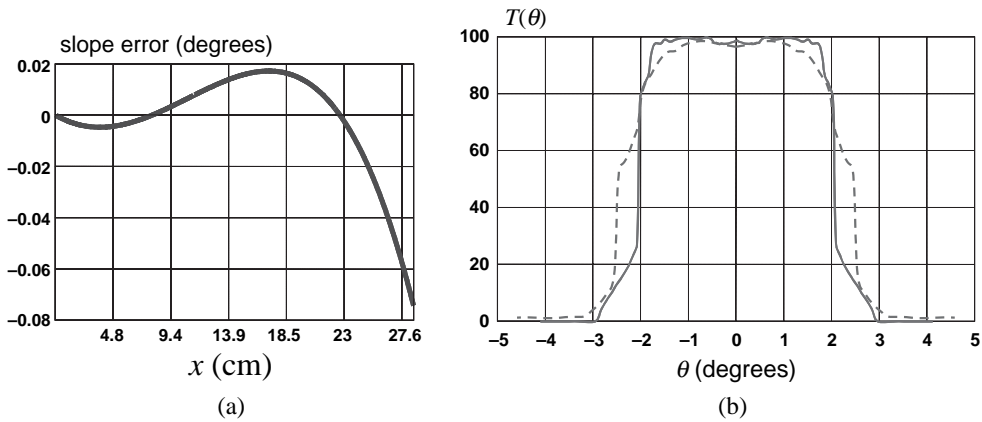 slope error (degrees)
0.02
0
–0.02
–0.04
–0.06
–0.08
4.8 9.4 13.9 18.5 23 27.6
x (cm)
(a)
T(θ)
100
80
60
40
20
0
–5 –4 –3 –2 –1 0 1 2 3 4 5
θ (degrees)
(b)